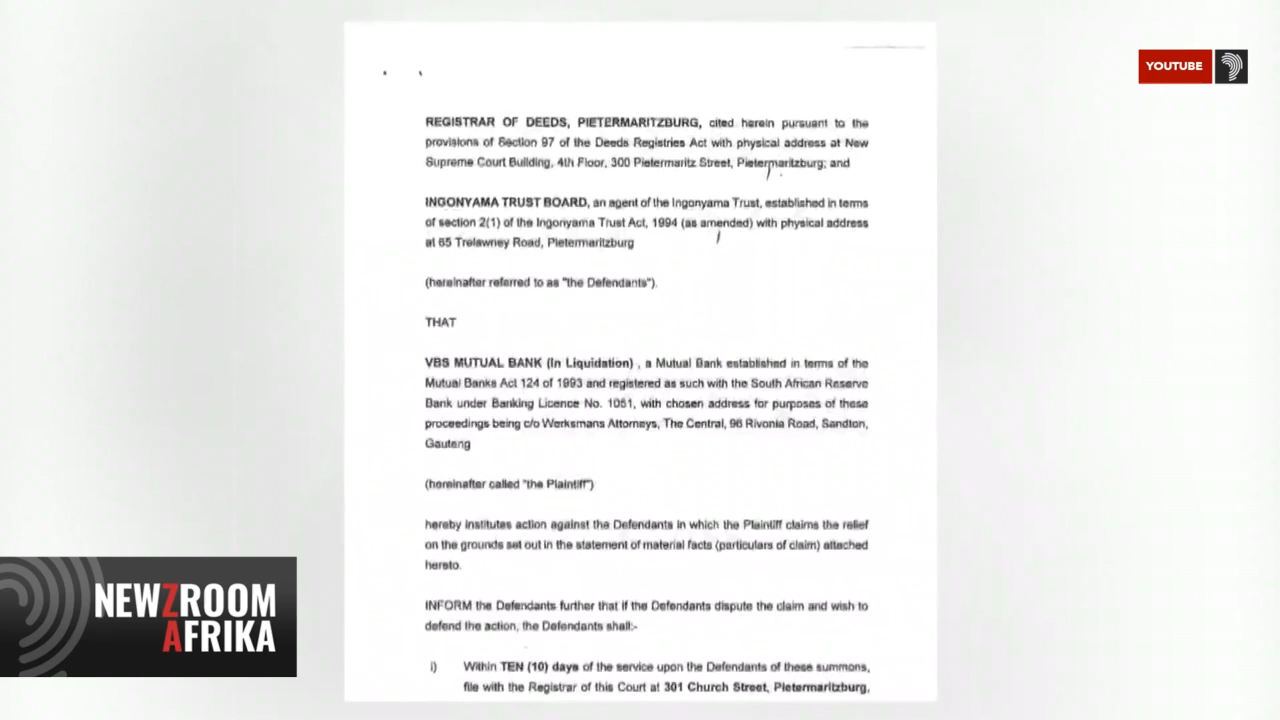 YOUTUBE
REGISTRAR OF DEEDS, PIETERMARITZBURG, cited herein pursuant to the
provisions of Section 97 of the Deeds Registries Act with physical address at New
Supreme Court Building, 4th Floor, 300 Pietermaritz Street, Pietermaritzburg; and
INGONYAMA TRUST BOARD, an agent of the Ingonyama Trust, established in terms
of section 2(1) of the Ingonyama Trust Act, 1994 (as amended) with physical address
at 65 Trelawney Road, Pietermaritzburg
(hereinafter referred to as "the Defendants").
THAT
VBS MUTUAL BANK (In Liquidation) , a Mutual Bank established in terms of the
Mutual Banks Act 124 of 1993 and registered as such with the South African Reserve
Bank under Banking Licence No. 1051, with chosen address for purposes of these
proceedings being c/o Werksmans Attorneys, The Central, 96 Rivonia Road, Sandton,
Gauteng
(hereinafter called "the Plaintiff")
hereby institutes action against the Defendants in which the Plaintiff claims the relief
on the grounds set out in the statement of material facts (particulars of claim) attached
hereto.
INFORM the Defendants further that if the Defendants dispute the claim and wish to
defend the action, the Defendants shall:-
i) Within TEN (10) days of the service upon the Defendants of these summons,
file with the Registrar of this Court at 301 Church Street, Pietermaritzburg,
NEWZROOM
AFRIKA